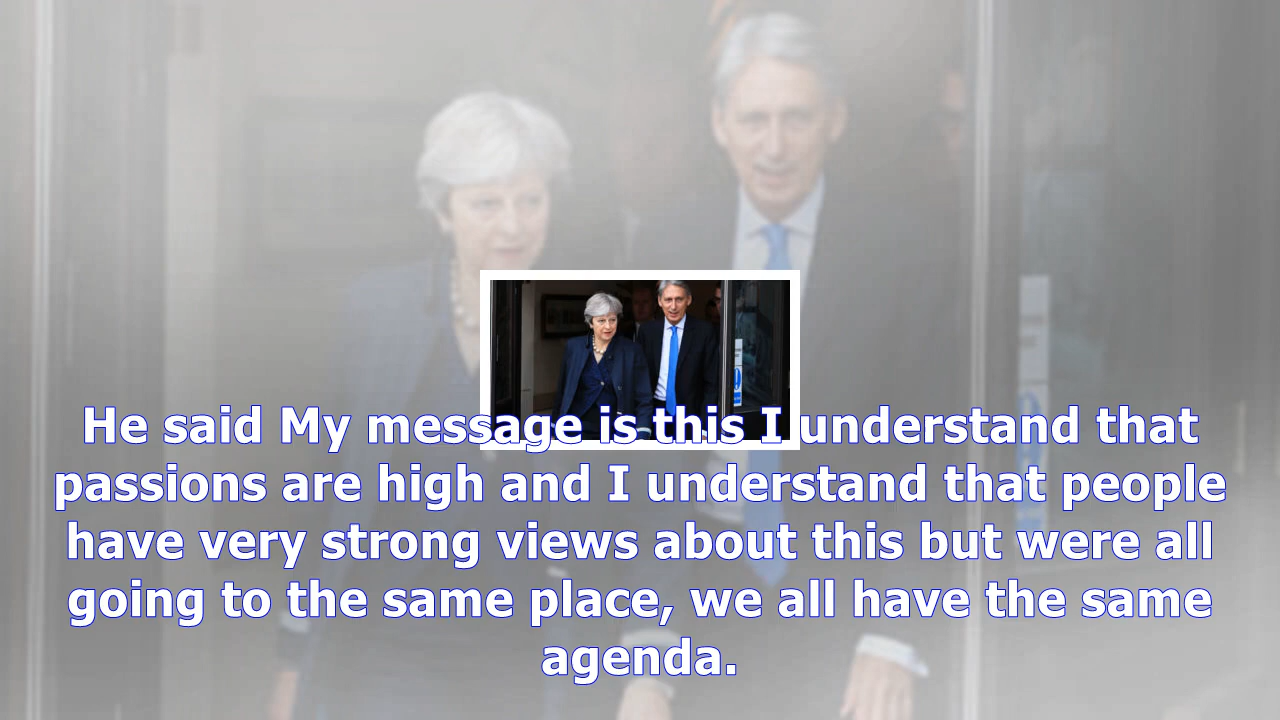 He said My message is this I understand that
passions are high and I understand that people
have very strong views about this but were all
going to the same place, we all have the same
agenda.